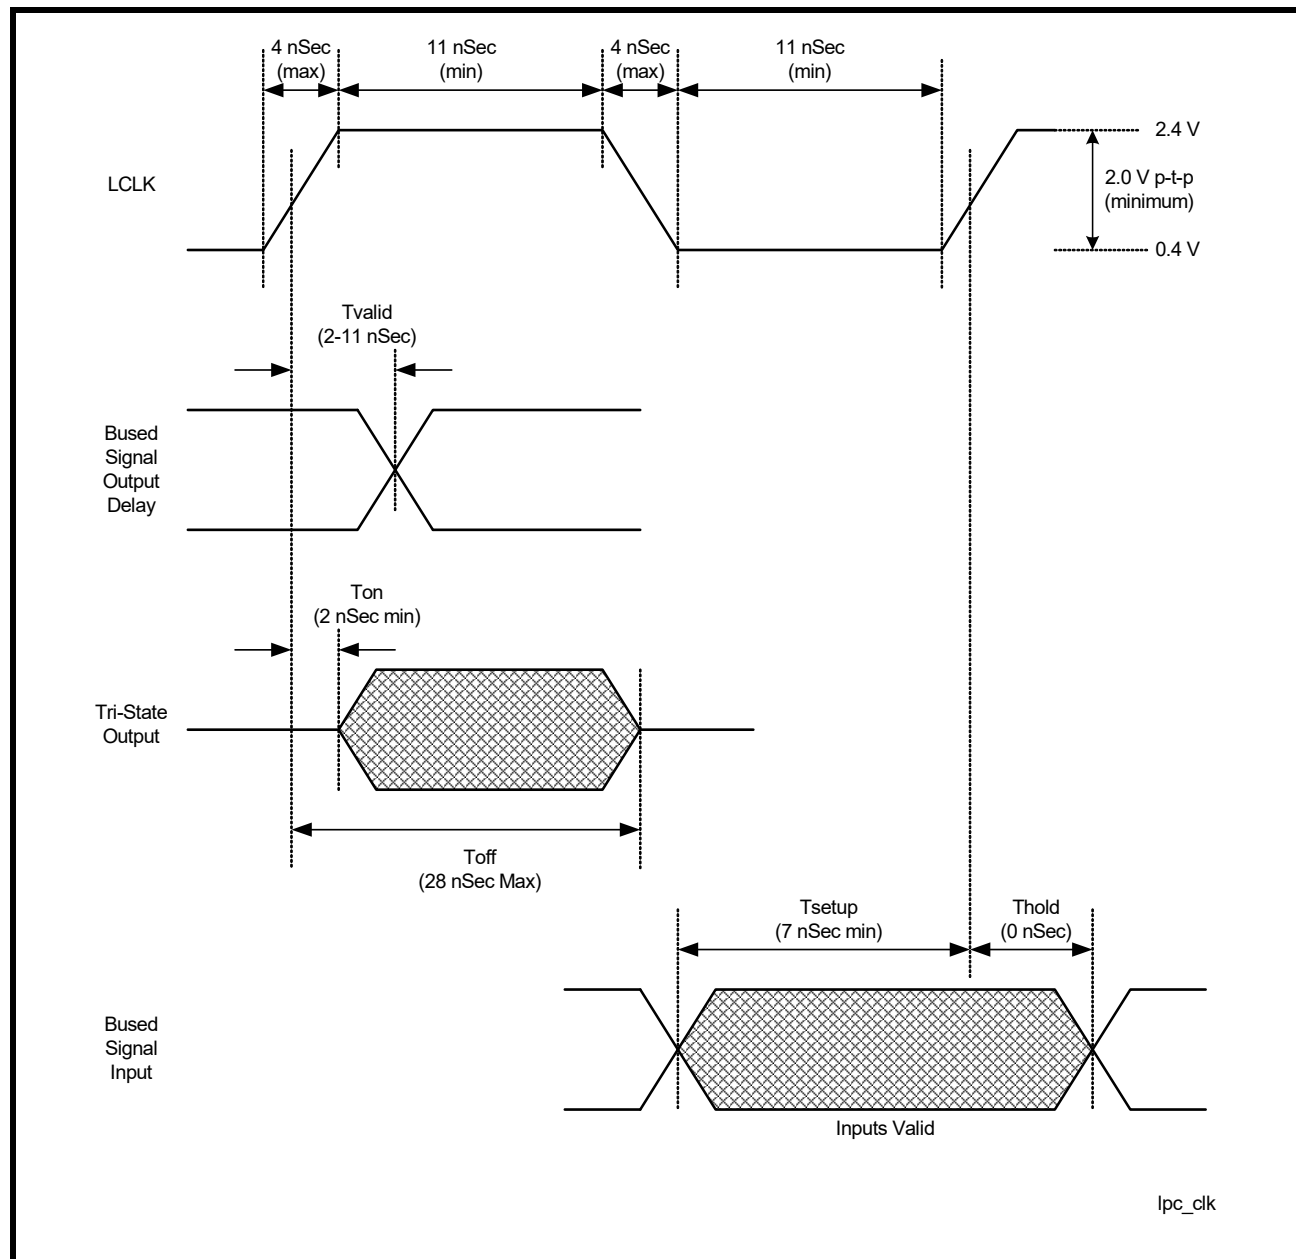 4 nSec
(max)
11 nSec
(min)
4 nSec
(max)
11 nSec
(min)
2.4 V
LCLK
2.0 V p-t-p
(minimum)
0.4 V
Tvalid
(2-11 nSec)
Bused
Signal
Output
Delay
Ton
(2 nSec min)
Tri-State
Output
Toff
(28 nSec Max)
Tsetup
(7 nSec min)
Thold
(0 nSec)
Bused
Signal
Input
Inputs Valid
lpc_clk